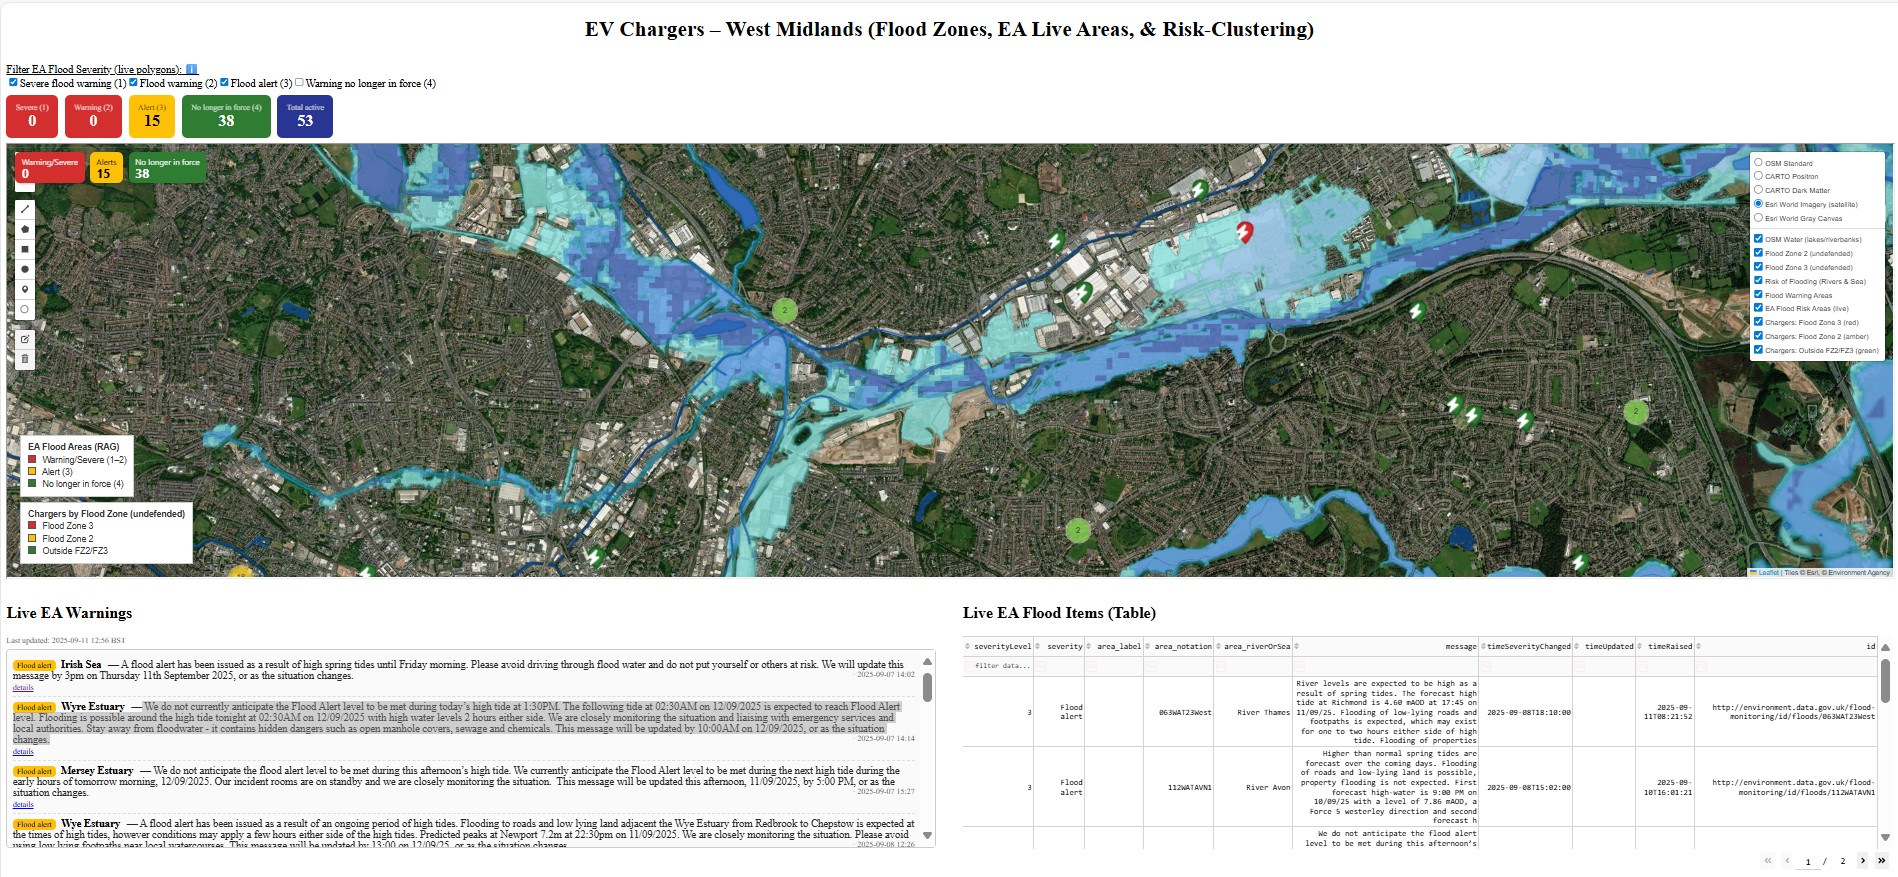 EV Chargers – West Midlands (Flood Zones, EA Live Areas, & Risk-Clustering)
Filter EA Flood Severity (live polygons): i
Severe flood warning (1) Flood warning (2) Flood alert (3) Warning no longer in force (4)
Severe (1)
0
Warning (2)
0
Alert (3)
15
No longer in force (4)
38
Total active
53
Warning/Severe
0
Alerts
15
No longer in force
38
OSM Standard
CARTO Positron
CARTO Dark Matter
Esri World Imagery (satellite)
Esri World Gray Canvas
OSM Water (lakes/riverbanks)
Flood Zone 2 (undefended)
Flood Zone 3 (undefended)
Risk of Flooding (Rivers & Sea)
Flood Warning Areas
EA Flood Risk Areas (live)
Chargers: Flood Zone 3 (red)
Chargers: Flood Zone 2 (amber)
Chargers: Outside FZ2/FZ3 (green)
2
2
2
EA Flood Areas (RAG)
Warning/Severe (1–2)
Alert (3)
No longer in force (4)
Chargers by Flood Zone (undefended)
Flood Zone 3
Flood Zone 2
Outside FZ2/FZ3
Leaflet | Tiles © Esri, © Environment Agency
Live EA Warnings
Last updated: 2025-09-11 12:56 BST
Flood alert Irish Sea — A flood alert has been issued as a result of high spring tides until Friday morning. Please avoid driving through flood water and do not put yourself or others at risk. We will update this
message by 3pm on Thursday 11th September 2025, or as the situation changes.
· 2025-09-07 14:02
details
Flood alert Wyre Estuary — We do not currently anticipate the Flood Alert level to be met during today's high tide at 1:30PM. The following tide at 02:30AM on 12/09/2025 is expected to reach Flood Alert
level. Flooding is possible around the high tide tonight at 02:30AM on 12/09/2025 with high water levels 2 hours either side. We are closely monitoring the situation and liaising with emergency services and
local authorities. Stay away from floodwater - it contains hidden dangers such as open manhole covers, sewage and chemicals. This message will be updated by 10:00AM on 12/09/2025, or as the situation
changes.
· 2025-09-07 14:14
details
Flood alert Mersey Estuary — We do not anticipate the flood alert level to be met during this afternoon's high tide. We currently anticipate the Flood Alert level to be met during the next high tide during the
early hours of tomorrow morning, 12/09/2025. Our incident rooms are on standby and we are closely monitoring the situation. This message will be updated this afternoon, 11/09/2025, by 5:00 PM, or as the
situation changes.
· 2025-09-07 15:27
details
Flood alert Wye Estuary — A flood alert has been issued as a result of an ongoing period of high tides. Flooding to roads and low lying land adjacent the Wye Estuary from Redbrook to Chepstow is expected at
the times of high tides, however conditions may apply a few hours either side of the high tides. Predicted peaks at Newport 7.2m at 22:30pm on 11/09/2025. We are closely monitoring the situation. Please avoid
using low lying footpaths near local watercourses. This message will be updated by 13:00 on 12/09/25, or as the situation changes.
· 2025-09-08 12:26
Live EA Flood Items (Table)
severityLevel severity area_label area_notation area_riverOrSea message timeSeverityChanged timeUpdated timeRaised id
filter data...
River levels are expected to be high as a
result of spring tides. The forecast high
tide at Richmond is 4.60 mAOD at 17:45 on
11/09/25. Flooding of low-lying roads and
footpaths is expected, which may exist
for one to two hours either side of high
tide. Flooding of properties
3 Flood alert 063WAT23West River Thames 2025-09-08T18:10:00 2025-09-11T08:21:52 http://environment.data.gov.uk/flood-monitoring/id/floods/063WAT23West
Higher than normal spring tides are
forecast over the coming days. Flooding
of roads and low-lying land is possible,
property flooding is not expected. First
forecast high-water is 9:00 PM on
10/09/25 with a level of 7.86 mAOD, a
Force 5 westerley direction and second
forecast h
3 Flood alert 112WATAVN1 River Avon 2025-09-08T15:02:00 2025-09-10T16:01:21 http://environment.data.gov.uk/flood-monitoring/id/floods/112WATAVN1
We do not anticipate the flood alert
level to be met during this afternoon's
« ‹ 1 / 2 › »